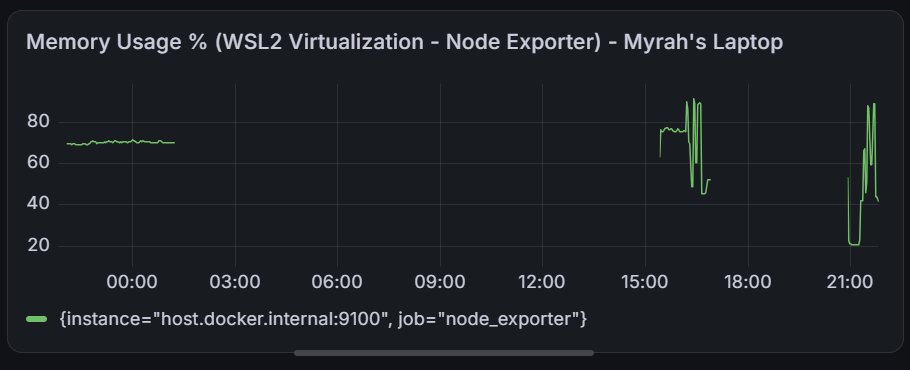 Memory Usage % (WSL2 Virtualization - Node Exporter) - Myrah's Laptop
80
60
40
20
00:00 03:00 06:00 09:00 12:00 15:00 18:00 21:00
{instance="host.docker.internal:9100", job="node_exporter"}